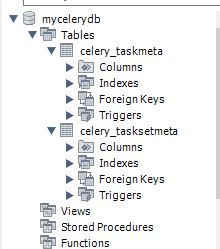 mycelerydb
Tables
celery_taskmeta
Columns
Indexes
Foreign Keys
Triggers
celery_tasksetmeta
Columns
Indexes
Foreign Keys
Triggers
Views
Stored Procedures
Functions